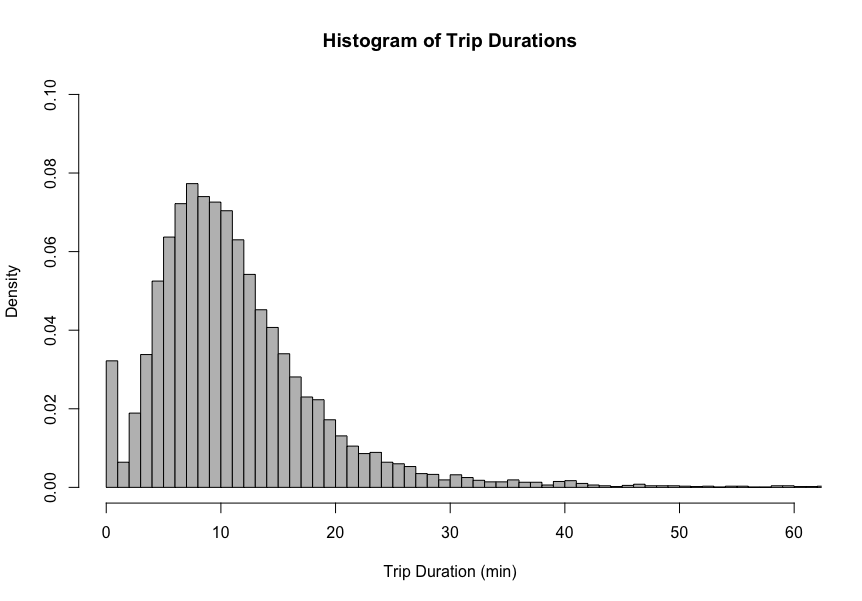 Histogram of Trip Durations
Density
0.00 0.02 0.04 0.06 0.08 0.10
0 10 20 30 40 50 60
Trip Duration (min)